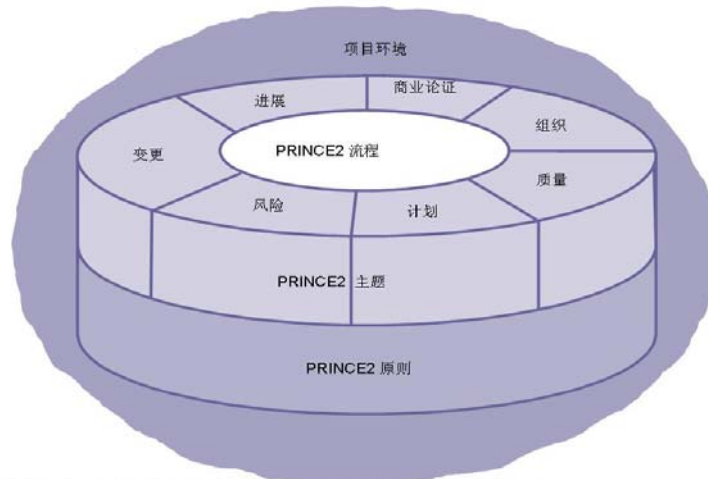 项目环境
商业论证
进展
组织
变更
PRINCE2 流程
质量
风险
计划
PRINCE2 主题
PRINCE2 原则